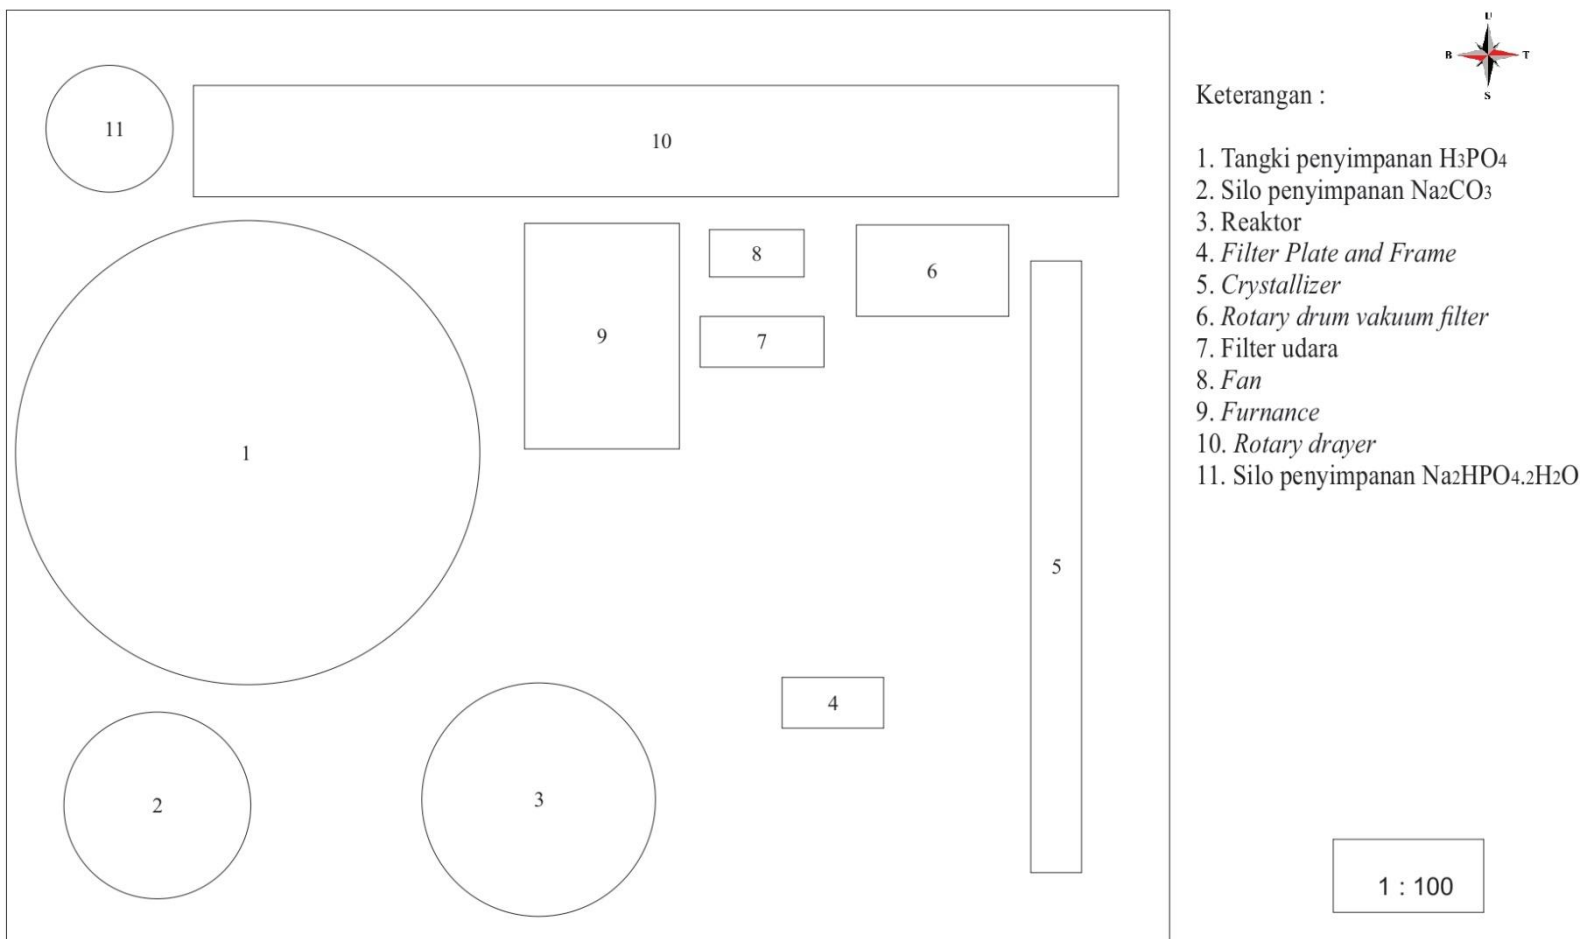 U
B T
S
Keterangan :
1. Tangki penyimpanan H3PO4
2. Silo penyimpanan Na2CO3
3. Reaktor
4. Filter Plate and Frame
5. Crystallizer
6. Rotary drum vakuum filter
7. Filter udara
8. Fan
9. Furnance
10. Rotary drayer
11. Silo penyimpanan Na2HPO4.2H2O
11
10
8
6
9
7
1
5
4
2
3
1 : 100